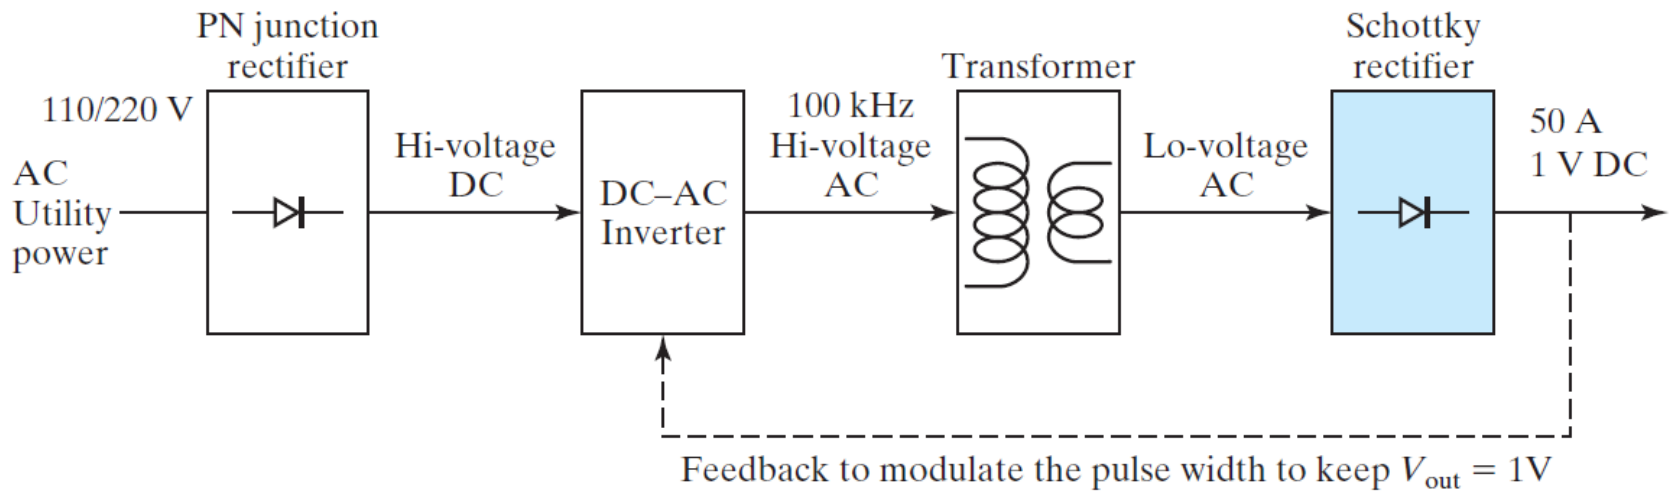 PN junction
rectifier
110/220 V
AC
Utility
power
Hi-voltage
DC
DC–AC
Inverter
100 kHz
Hi-voltage
AC
Transformer
Lo-voltage
AC
Schottky
rectifier
50 A
1 V DC
Feedback to modulate the pulse width to keep Vout = 1V